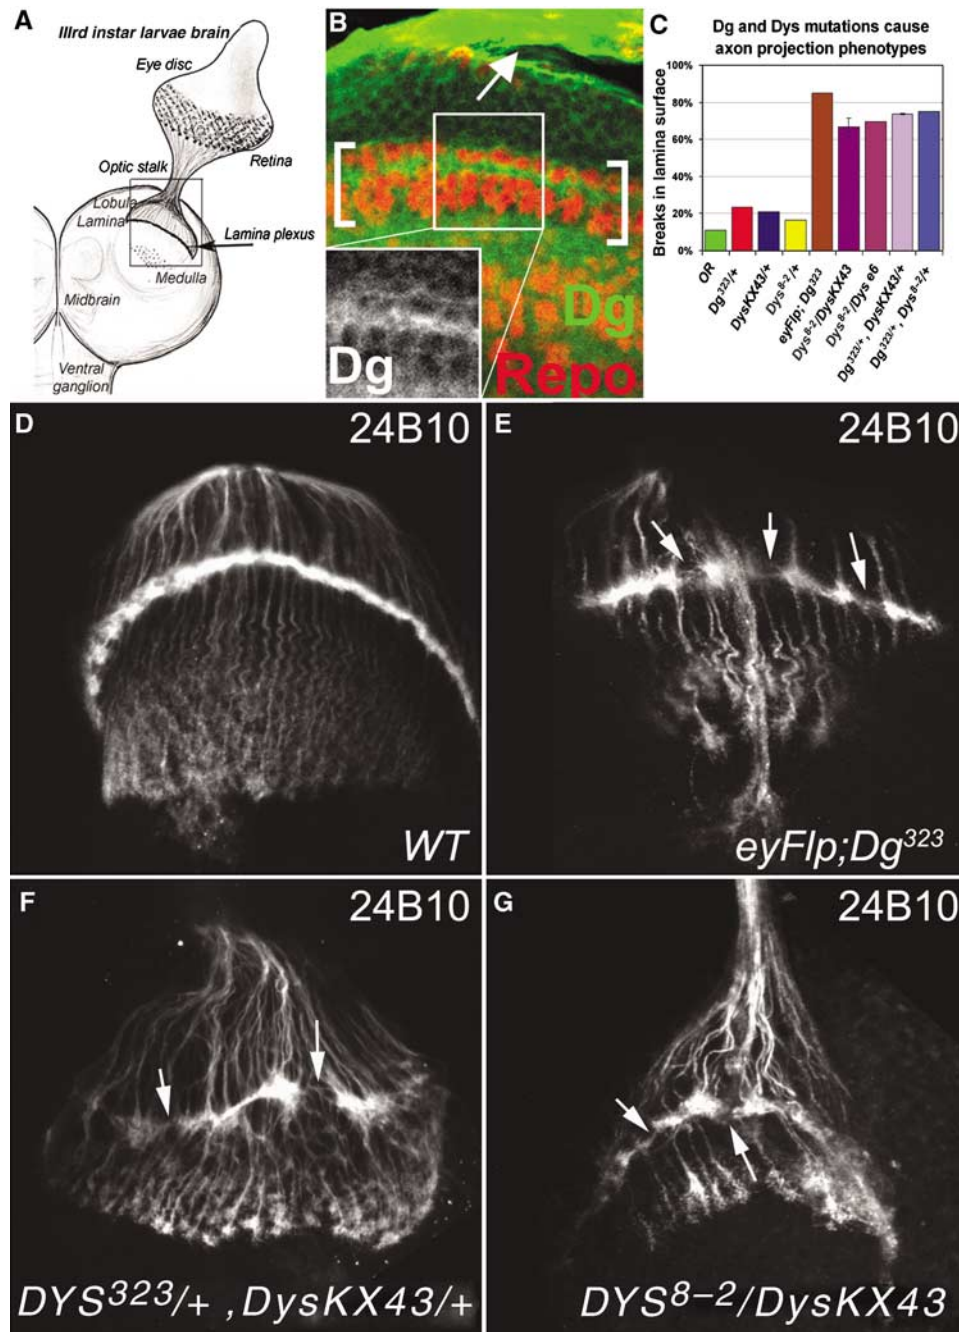 A
IIIrd instar larvae brain
Eye disc
Retina
Optic stalk
Lobula
Lamina
Lamina plexus
Medulla
Midbrain
Ventral
ganglion
B
Dg
Dg
Repo
C
Dg and Dys mutations cause
axon projection phenotypes
Breaks in lamina surface
100%
80%
60%
40%
20%
0%
OR
Dg323/+
DysKX43/+
Dys8-2/+
eyFlp; Dg323
Dys8-2/DysKX43
Dys8-2/Dys e6
Dg323/+, DysKX43/+
Dg323/+, Dys8-2/+
D
24B10
WT
E
24B10
eyFlp;Dg323
F
24B10
DYS323/+ ,DysKX43/+
G
24B10
DYS8-2/DysKX43